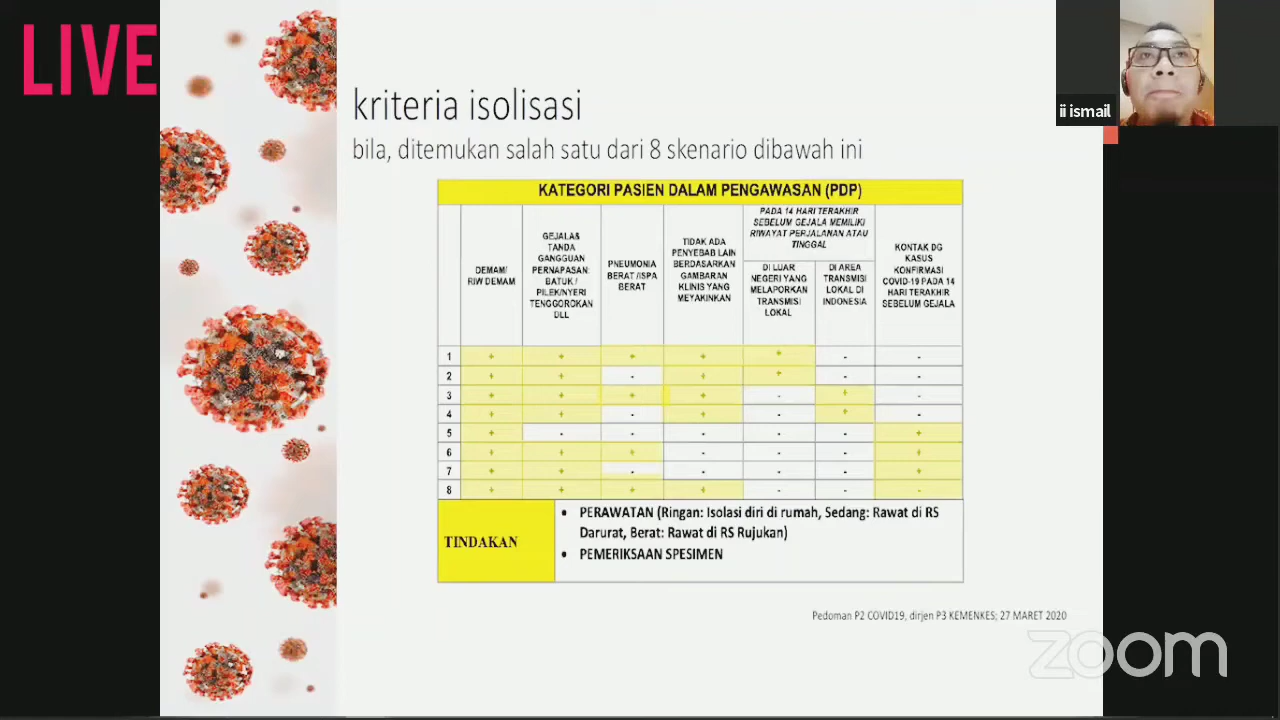 LIVE
ii ismail
kriteria isolisasi
bila, ditemukan salah satu dari 8 skenario dibawah ini
KATEGORI PASIEN DALAM PENGAWASAN (PDP)
DEMAM/
RIW DEMAM
GEJALA&
TANDA
GANGGUAN
PERNAPASAN:
BATUK /
PILEK/NYERI
TENGGOROKAN
DLL
PNEUMONIA
BERAT /ISPA
BERAT
TIDAK ADA
PENYEBAB LAIN
BERDASARKAN
GAMBARAN
KLINIS YANG
MEYAKINKAN
PADA 14 HARI TERAKHIR
SEBELUM GEJALA MEMILIKI
RIWAYAT PERJALANAN ATAU
TINGGAL
DI LUAR
NEGERI YANG
MELAPORKAN
TRANSMISI
LOKAL
DI AREA
TRANSMISI
LOKAL DI
INDONESIA
KONTAK DG
KASUS
KONFIRMASI
COVID-19 PADA 14
HARI TERAKHIR
SEBELUM GEJALA
1 + + + + + - -
2 + + - + + - -
3 + + + + - + -
4 + + - + - + -
5 + - - - - - +
6 + + + - - - +
7 + + - - - - +
8 + + + + - - -
TINDAKAN
• PERAWATAN (Ringan: Isolasi diri di rumah, Sedang: Rawat di RS
Darurat, Berat: Rawat di RS Rujukan)
• PEMERIKSAAN SPESIMEN
Pedoman P2 COVID19, dirjen P3 KEMENKES; 27 MARET 2020
zoom